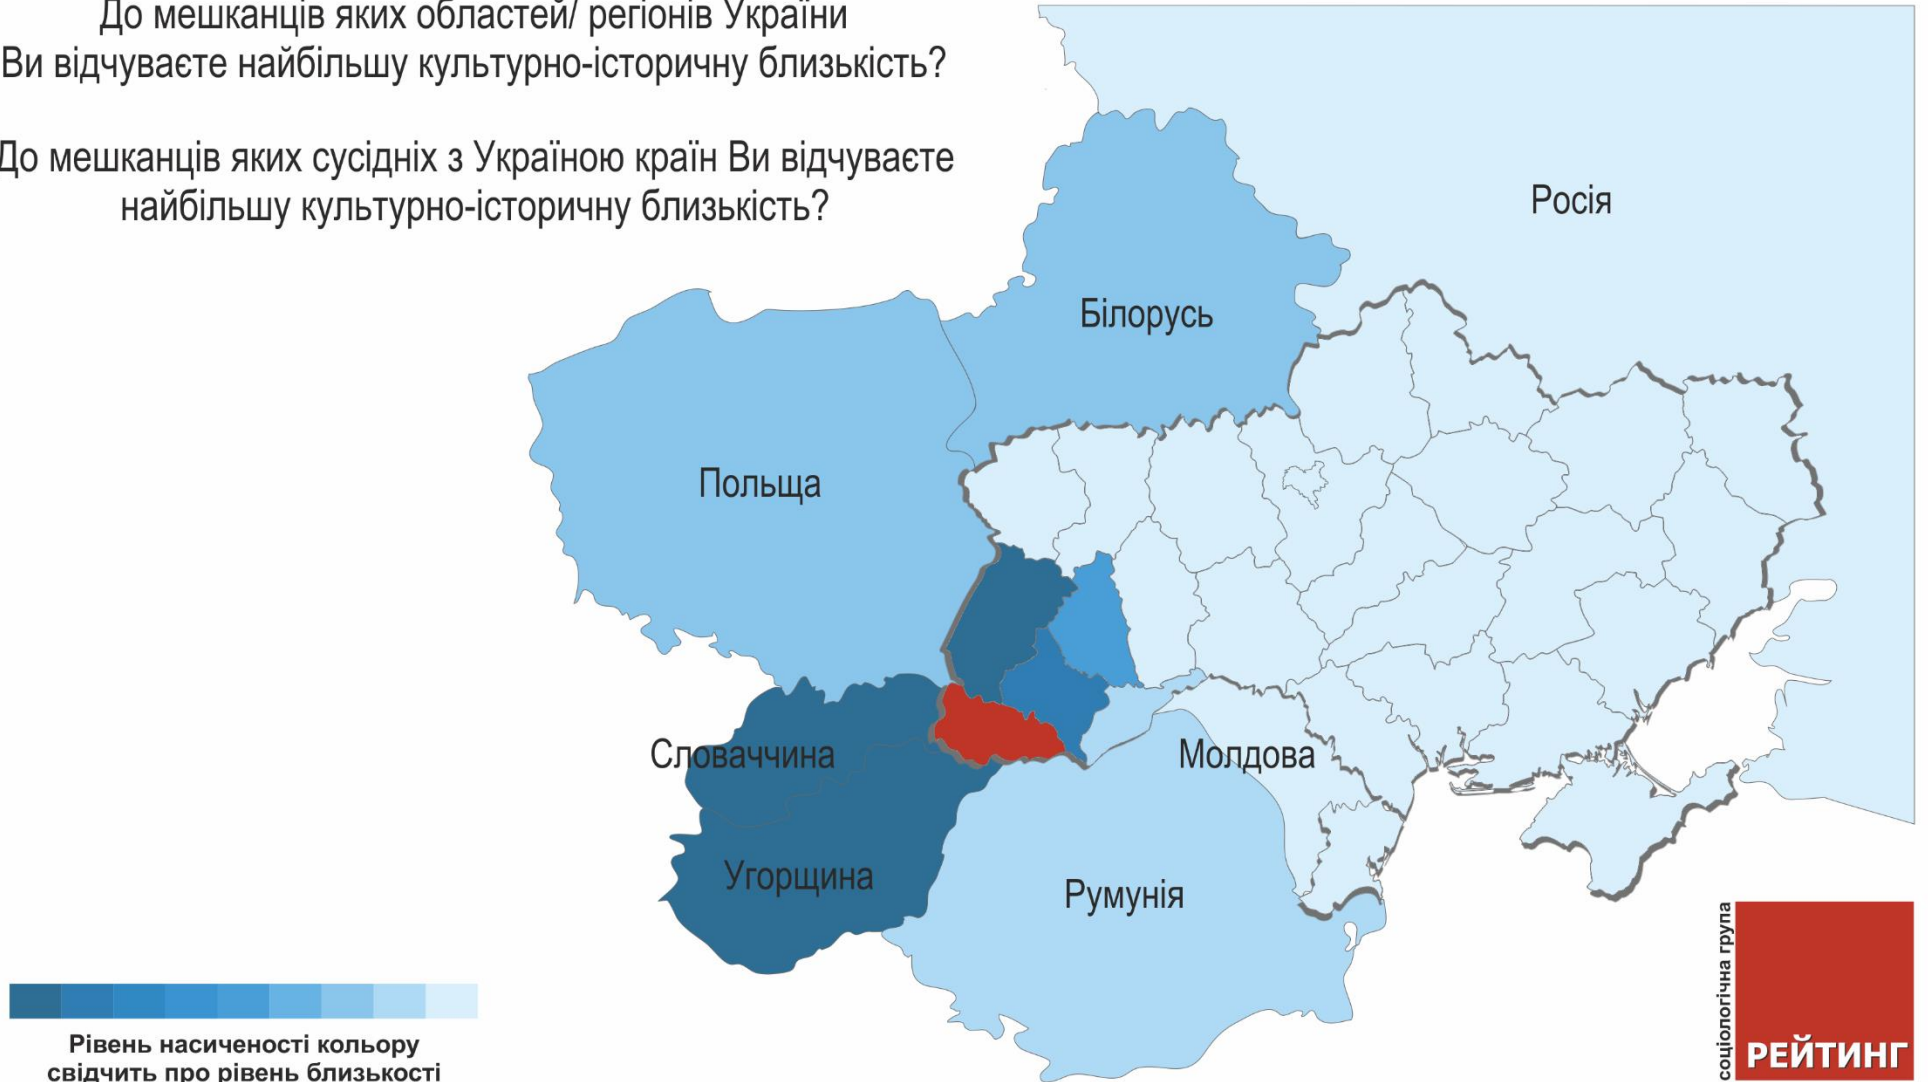 До мешканців яких областей/ регіонів України
Ви відчуваєте найбільшу культурно-історичну близькість?
До мешканців яких сусідніх з Україною країн Ви відчуваєте
найбільшу культурно-історичну близькість?
Росія
Білорусь
Польща
Словаччина
Молдова
Угорщина
Румунія
Рівень насиченості кольору
свідчить про рівень близькості
соціологічна група
РЕЙТИНГ